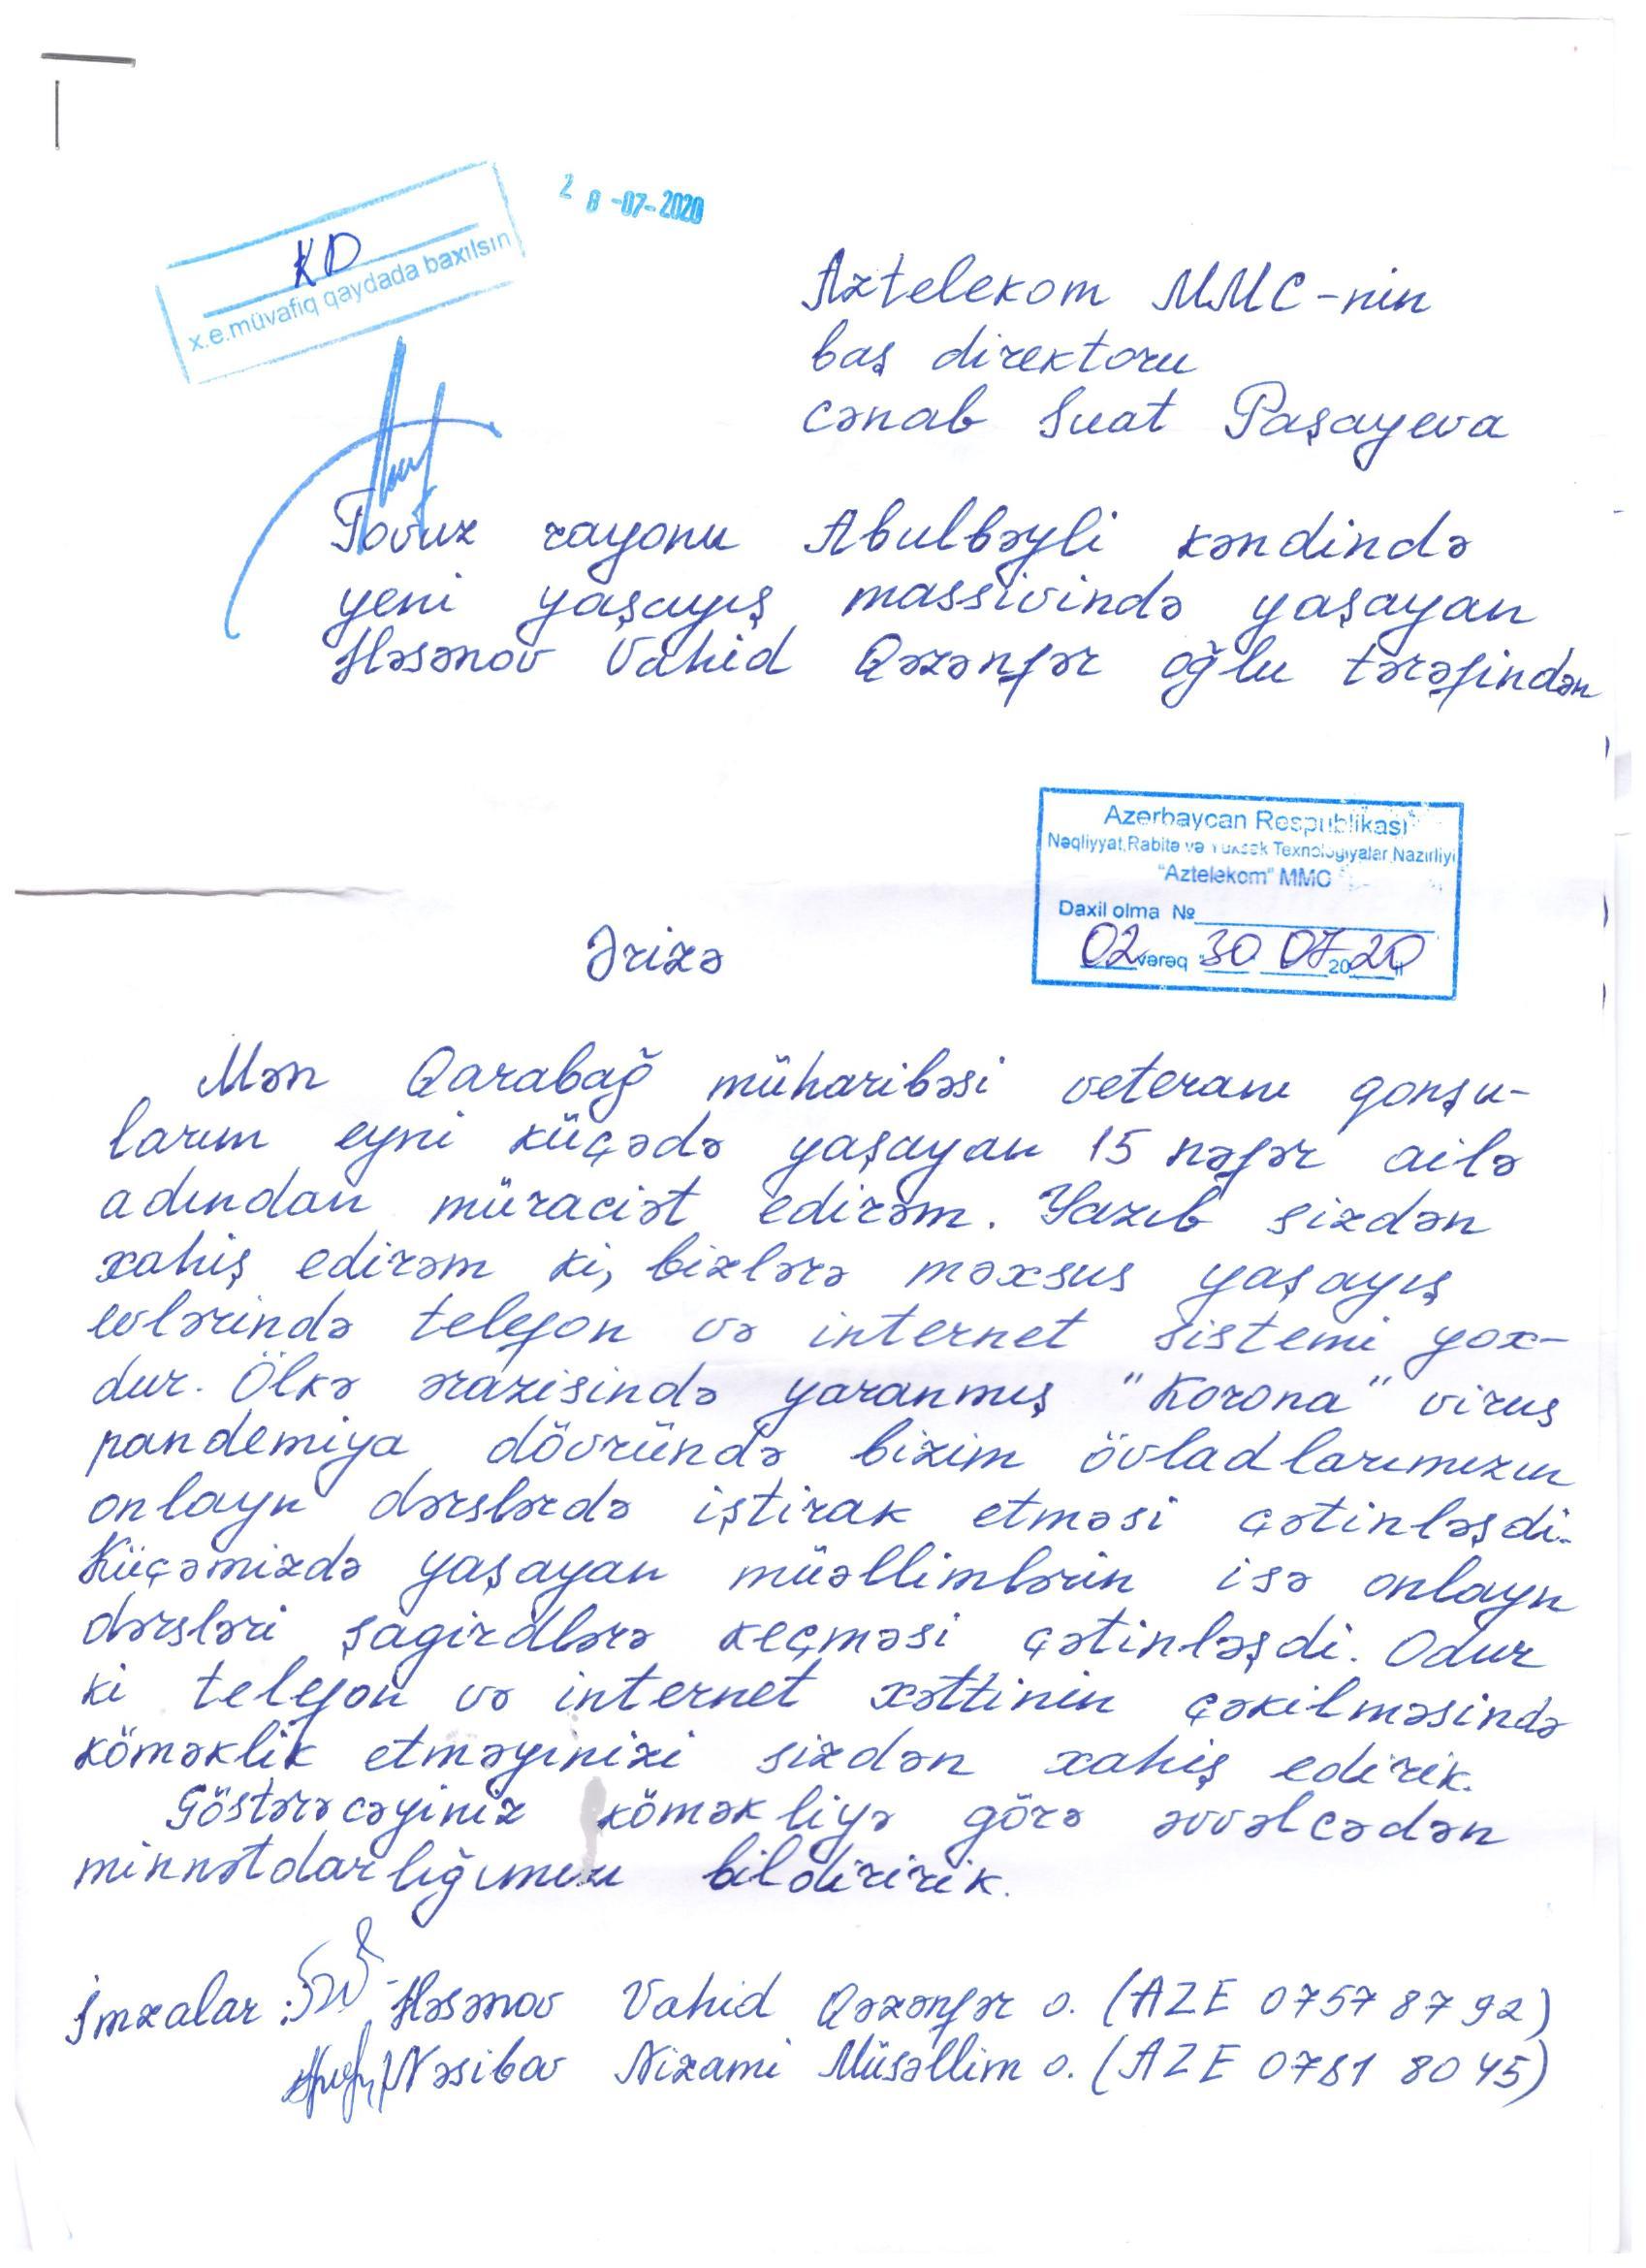 28-07-2020
KD
x.e.müvafiq qaydada baxılsın
Aztelekom MMC-nin
baş direktoru
cənab Suat Paşayeva
Tovuz rayonu Abulbəyli kəndində
yeni yaşayış massivində yaşayan
Həsənov Vahid Qəzənfər oğlu tərəfindən
Azərbaycan Respublikası
Nəqliyyat, Rabitə və Yüksək Texnologiyalar Nazirliyi
"Aztelekom" MMC
Daxil olma №
02 vərəq "30 07 2020 il
Ərizə
Mən Qarabağ müharibəsi veteranı qonşu-
ların eyni küçədə yaşayan 15 nəfər ailə
adından müraciət edirəm. Yazıb sizdən
xahiş edirəm ki, bizlərə məxsus yaşayış
evlərində telefon və internet sistemi yox-
dur. Ölkə ərazisində yaranmış "Korona" virus
pandemiya dövründə bizim övladlarımızın
onlayn dərslərdə iştirak etməsi çətinləşdi.
Küçəmizdə yaşayan müəllimlərin isə onlayn
dərsləri şagirdlərə keçməsi çətinləşdi. Odur
ki telefon və internet xəttinin çəkilməsində
köməklik etməyinizi sizdən xahiş edirik.
Göstərəcəyiniz köməkliyə görə əvvəlcədən
minnətdarlığımızı bildiririk.
İmzalar: Həsənov Vahid Qəzənfər o. (AZE 07578792)
Nəsibov Nizami Müsəllim o. (AZE 0781 8045)